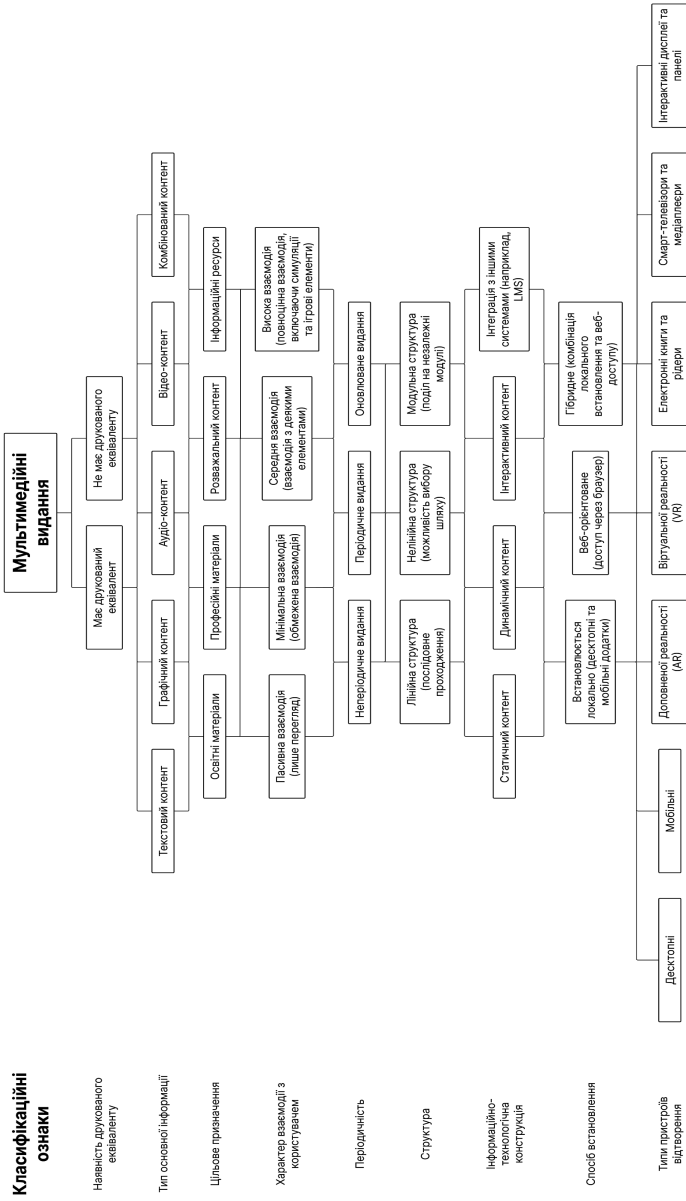 Класифікаційні
ознаки
Мультимедійні
видання
Наявність друкованого
еквіваленту
Має друкований
еквівалент
Не має друкованого
еквіваленту
Тип основної інформації
Текстовий контент
Графічний контент
Аудіо-контент
Відео-контент
Комбінований контент
Цільове призначення
Освітні матеріали
Професійні матеріали
Розважальний контент
Інформаційні ресурси
Характер взаємодії з
користувачем
Пасивна взаємодія
(лише перегляд)
Мінімальна взаємодія
(обмежена взаємодія)
Середня взаємодія
(взаємодія з деякими
елементами)
Висока взаємодія
(повноцінна взаємодія,
включаючи симуляції
та ігрові елементи)
Періодичність
Неперіодичне видання
Періодичне видання
Оновлюване видання
Структура
Лінійна структура
(послідовне
проходження)
Нелінійна структура
(можливість вибору
шляху)
Модульна структура
(поділ на незалежні
модулі)
Інформаційно-
технологічна
конструкція
Статичний контент
Динамічний контент
Інтерактивний контент
Інтеграція з іншими
системами (наприклад,
LMS)
Спосіб встановлення
Встановлюється
локально (десктопні та
мобільні додатки)
Веб-орієнтоване
(доступ через браузер)
Гібридне (комбінація
локального
встановлення та веб-
доступу)
Типи пристроїв
відтворення
Десктопні
Мобільні
Доповненої реальності
(AR)
Віртуальної реальності
(VR)
Електронні книги та
рідери
Смарт-телевізори та
медіаплеєри
Інтерактивні дисплеї та
панелі